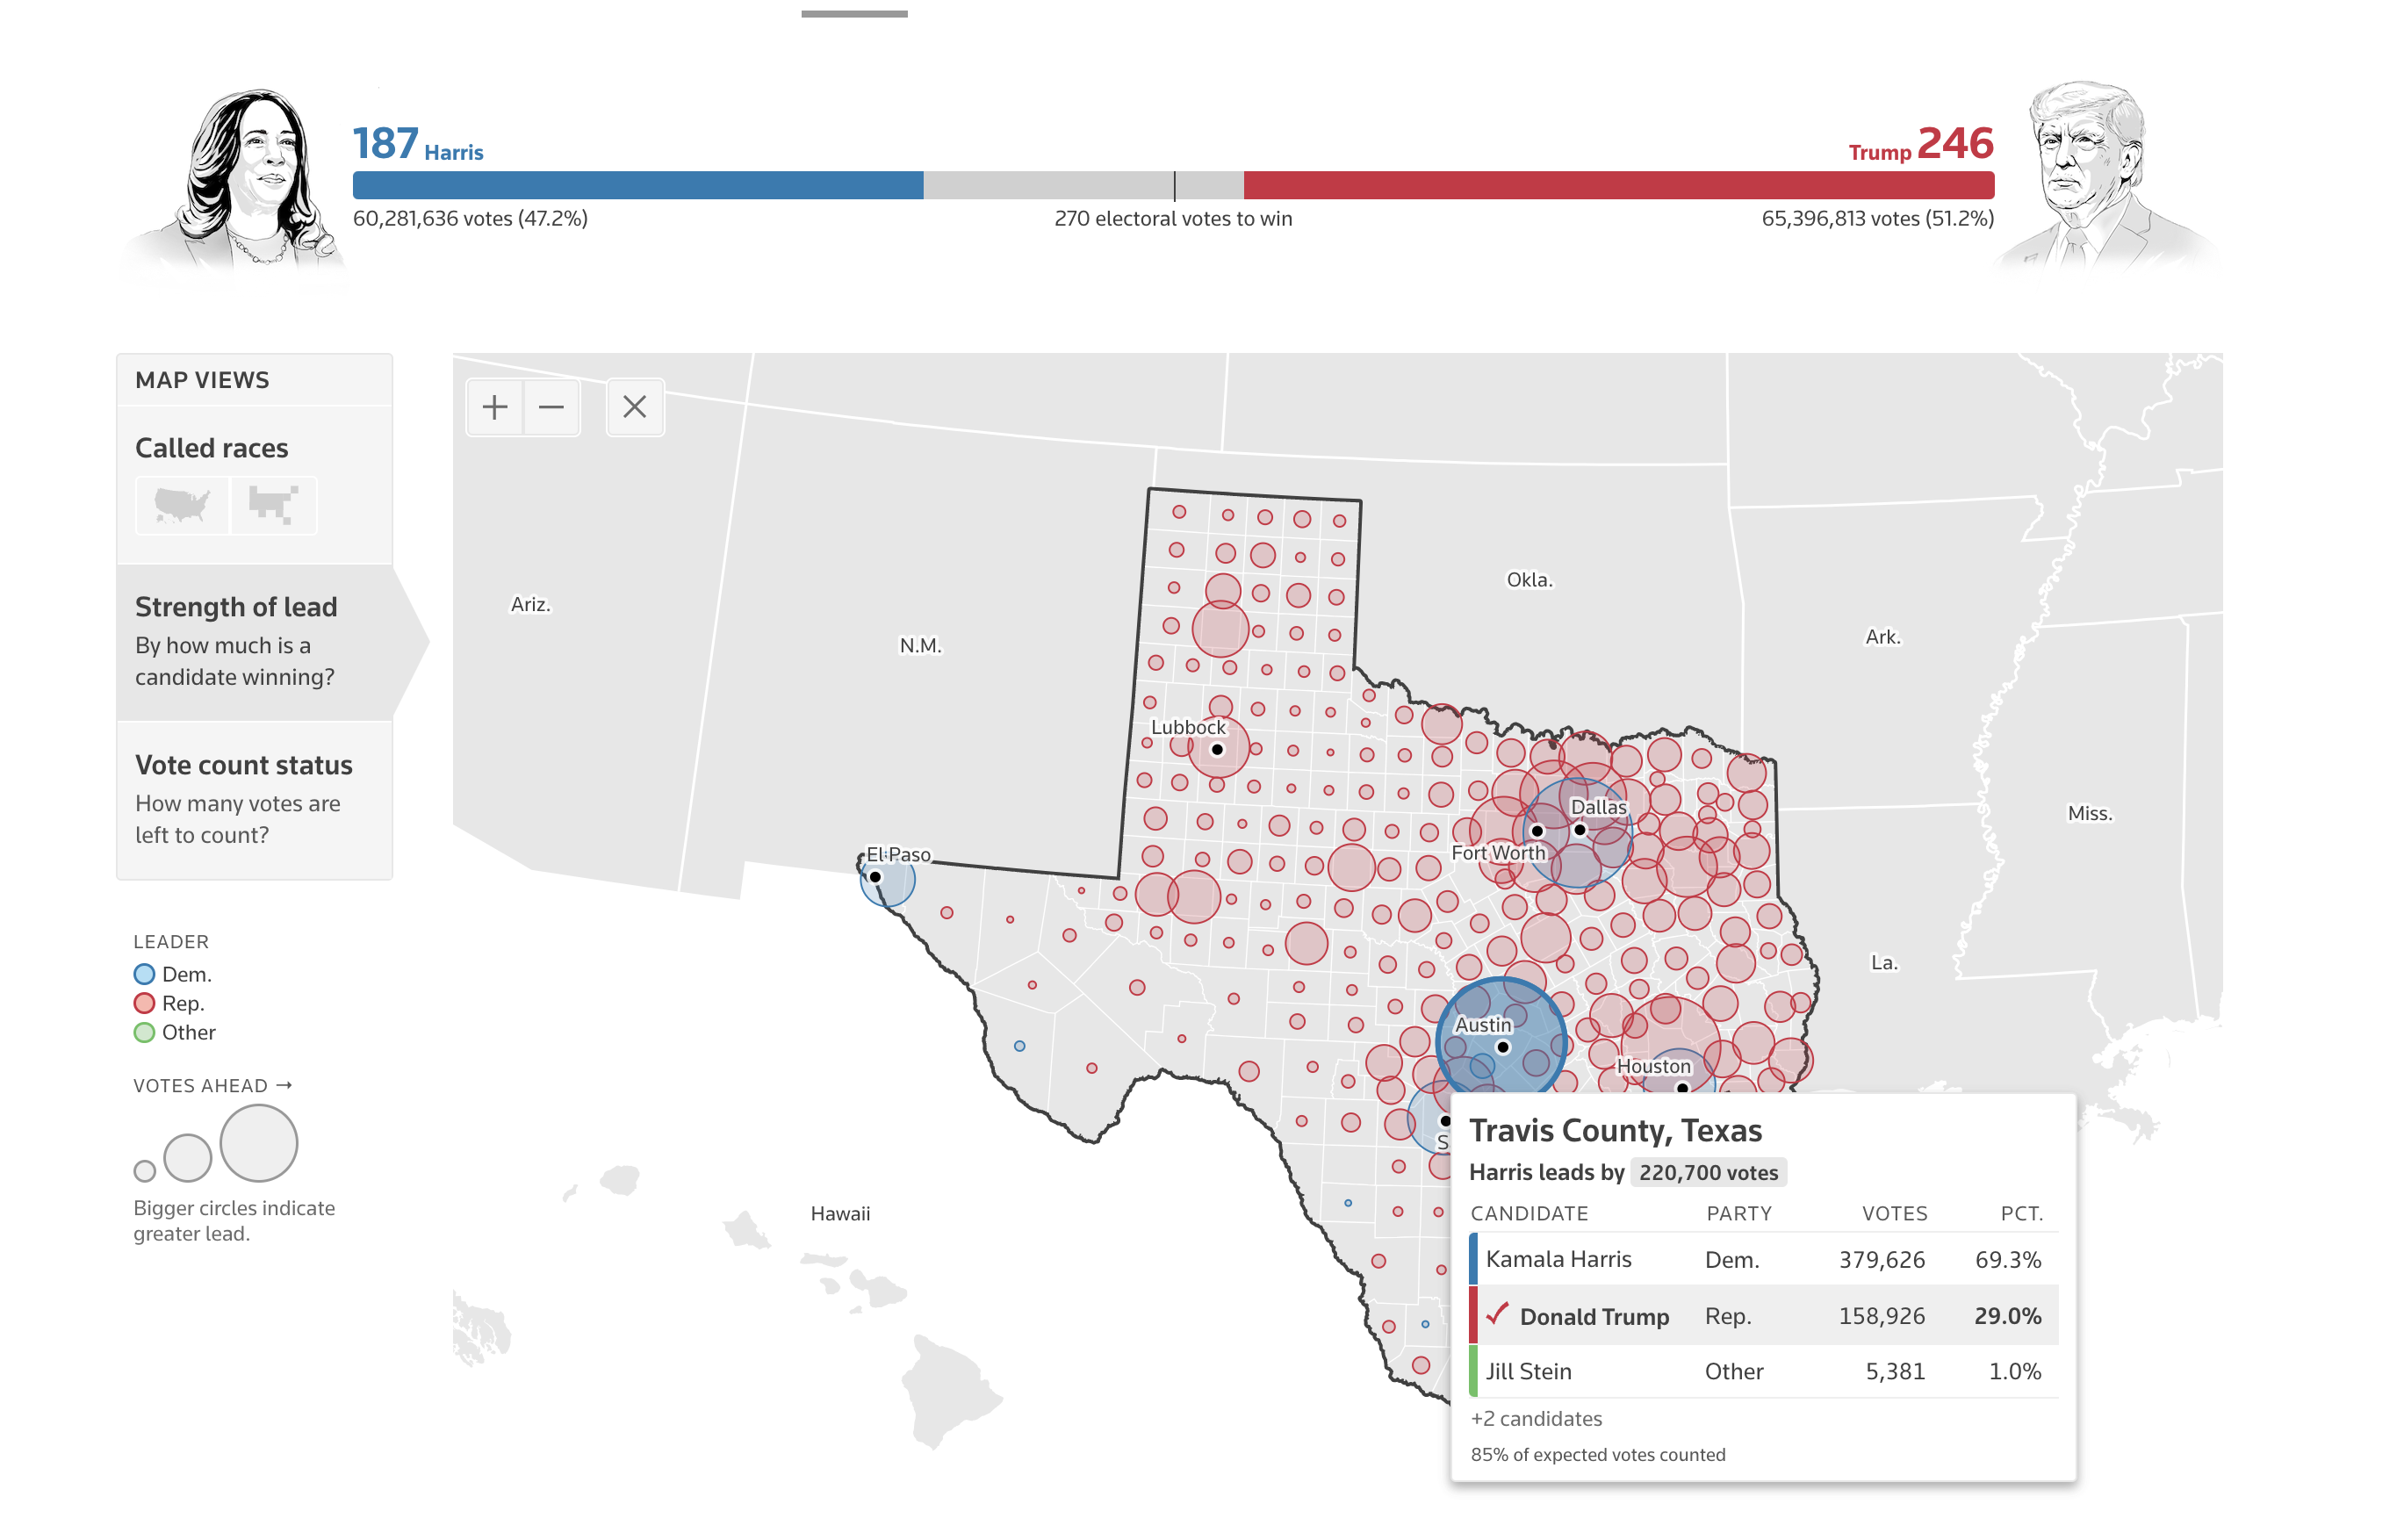 187 Harris
Trump 246
60,281,636 votes (47.2%)
270 electoral votes to win
65,396,813 votes (51.2%)
MAP VIEWS
Called races
Strength of lead
By how much is a
candidate winning?
Vote count status
How many votes are
left to count?
LEADER
Dem.
Rep.
Other
VOTES AHEAD →
Bigger circles indicate
greater lead.
Ariz.
N.M.
Okla.
Ark.
Miss.
La.
Lubbock
Dallas
Fort Worth
El Paso
Austin
Houston
S
Hawaii
Travis County, Texas
Harris leads by 220,700 votes
CANDIDATE PARTY VOTES PCT.
Kamala Harris Dem. 379,626 69.3%
Donald Trump Rep. 158,926 29.0%
Jill Stein Other 5,381 1.0%
+2 candidates
85% of expected votes counted